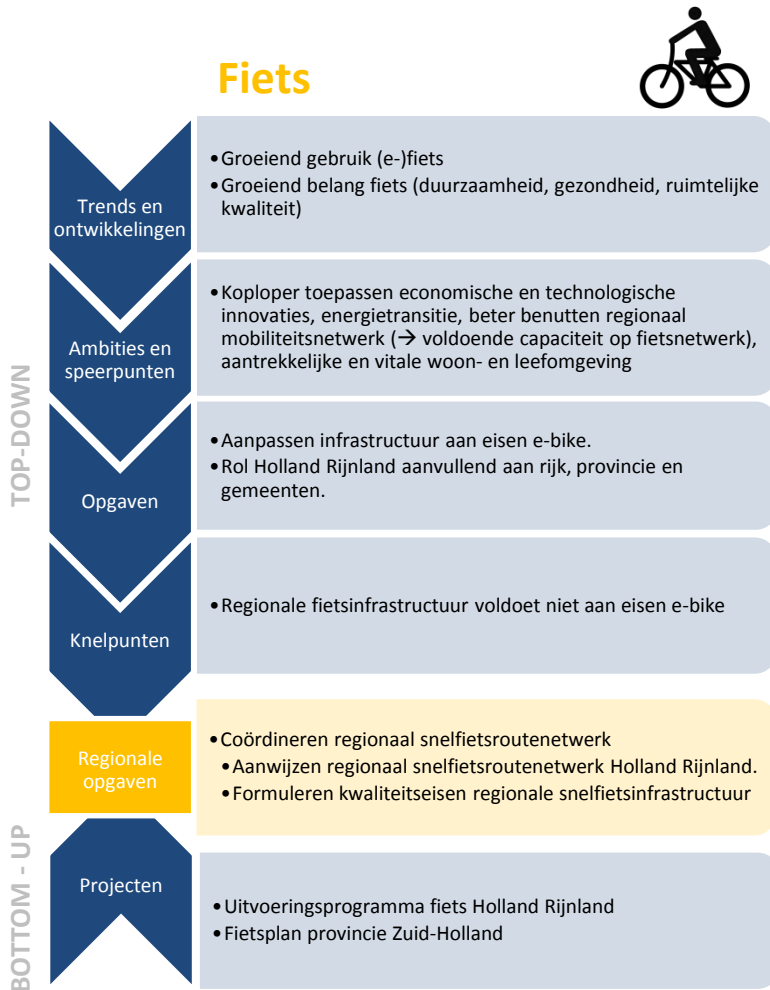 Fiets
Trends en
ontwikkelingen
•Groeiend gebruik (e-)fiets
•Groeiend belang fiets (duurzaamheid, gezondheid, ruimtelijke
kwaliteit)
TOP-DOWN
Ambities en
speerpunten
•Koploper toepassen economische en technologische
innovaties, energietransitie, beter benutten regionaal
mobiliteitsnetwerk (→ voldoende capaciteit op fietsnetwerk),
aantrekkelijke en vitale woon- en leefomgeving
Opgaven
•Aanpassen infrastructuur aan eisen e-bike.
•Rol Holland Rijnland aanvullend aan rijk, provincie en
gemeenten.
Knelpunten
•Regionale fietsinfrastructuur voldoet niet aan eisen e-bike
Regionale
opgaven
•Coördineren regionaal snelfietsroutenetwerk
•Aanwijzen regionaal snelfietsroutenetwerk Holland Rijnland.
•Formuleren kwaliteitseisen regionale snelfietsinfrastructuur
BOTTOM - UP
Projecten
•Uitvoeringsprogramma fiets Holland Rijnland
•Fietsplan provincie Zuid-Holland